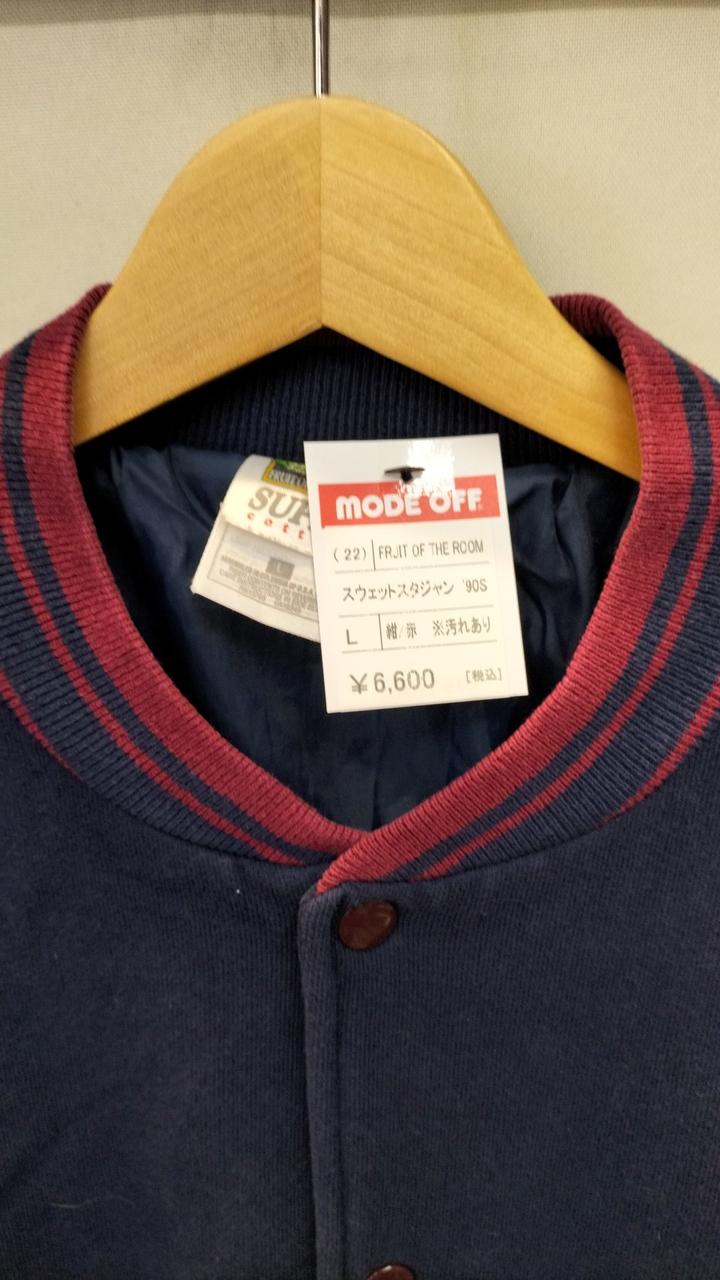 FRUIT
SUP
cott
L
MODE OFF
(22) FRJIT OF THE ROOM
スウェットスタジャン '90S
L 紺/赤 ※汚れあり
¥6,600 [税込]